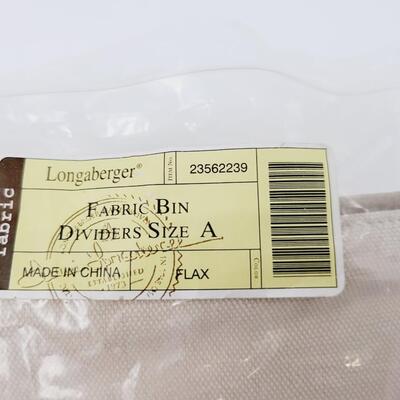 fabric
Longaberger®
ITEM No.
23562239
FABRIC BIN
DIVIDERS SIZE A
MADE IN CHINA
FLAX
COLOR
ESTABLISHED
1973